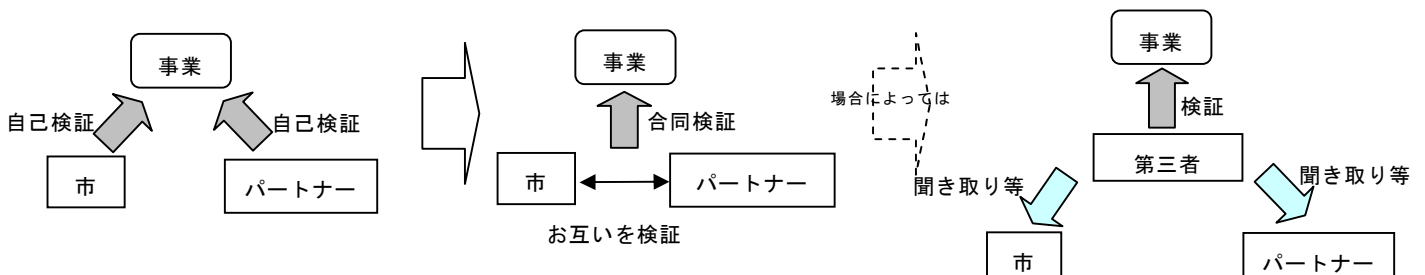 事業
自己検証
自己検証
市
パートナー
事業
合同検証
市
パートナー
お互いを検証
場合によっては
事業
検証
第三者
聞き取り等
聞き取り等
市
パートナー